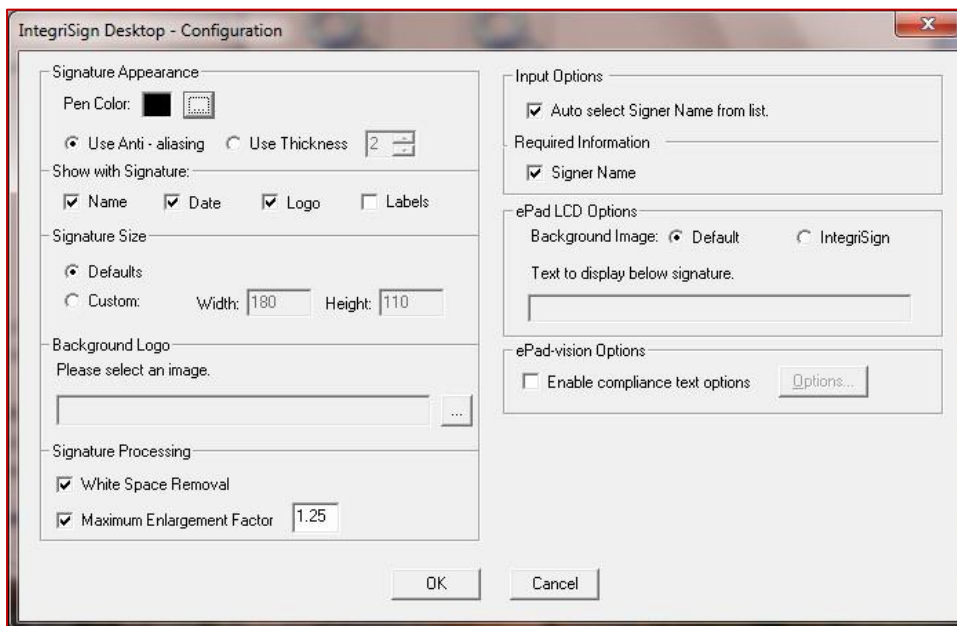 IntegriSign Desktop - Configuration
Signature Appearance
Pen Color:
...
Use Anti - aliasing
Use Thickness
2
Show with Signature:
Name
Date
Logo
Labels
Signature Size
Defaults
Custom:
Width: 180
Height: 110
Background Logo
Please select an image.
...
Signature Processing
White Space Removal
Maximum Enlargement Factor 1.25
Input Options
Auto select Signer Name from list.
Required Information
Signer Name
ePad LCD Options
Background Image:
Default
IntegriSign
Text to display below signature.
ePad-vision Options
Enable compliance text options
Options...
OK
Cancel